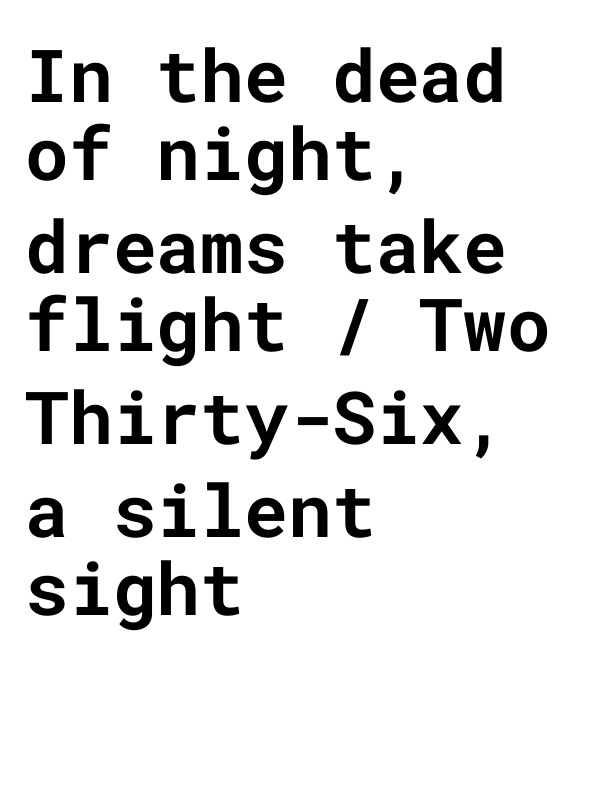 In the dead
of night,
dreams take
flight / Two
Thirty-Six,
a silent
sight